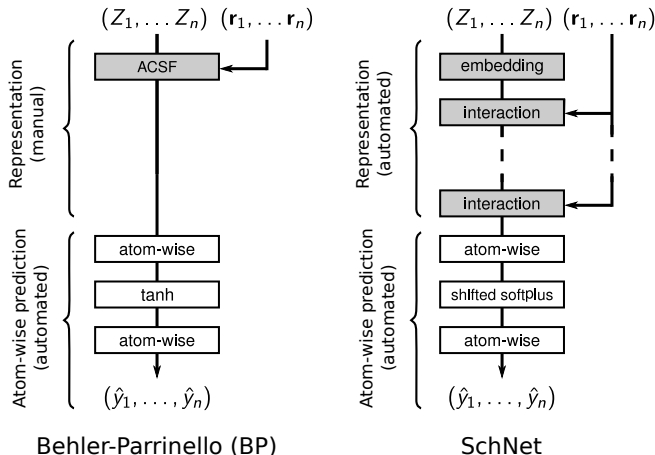 (Z₁, . . . Zₙ) (r₁, . . . rₙ)
ACSF
Representation
(manual)
atom-wise
tanh
atom-wise
Atom-wise prediction
(automated)
(ŷ₁, . . . , ŷₙ)
Behler-Parrinello (BP)
(Z₁, . . . Zₙ) (r₁, . . . rₙ)
embedding
interaction
interaction
Representation
(automated)
atom-wise
shifted softplus
atom-wise
Atom-wise prediction
(automated)
(ŷ₁, . . . , ŷₙ)
SchNet